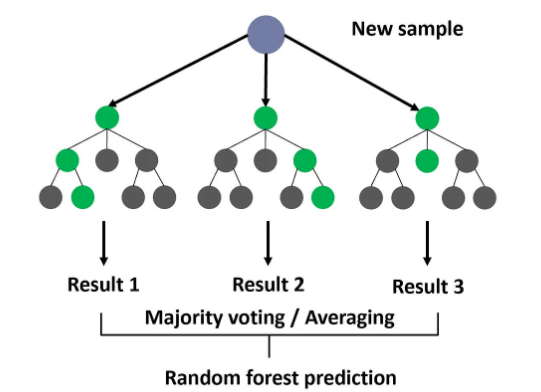 New sample
Result 1
Result 2
Result 3
Majority voting / Averaging
Random forest prediction